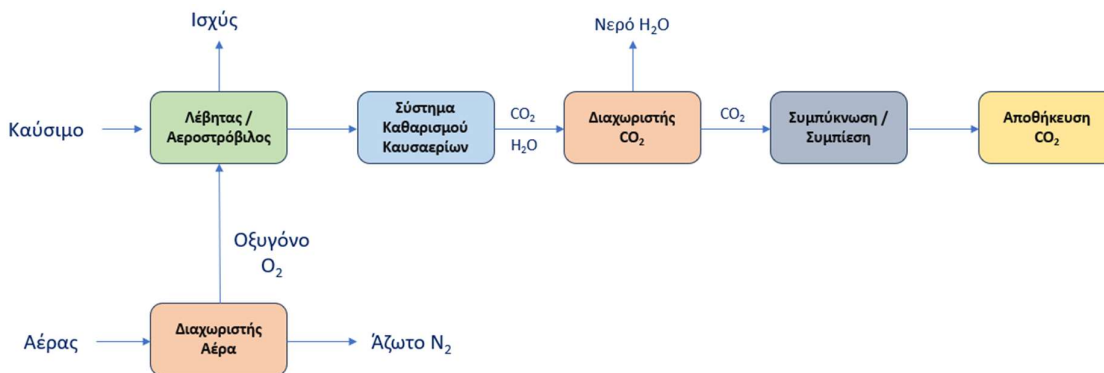 Ισχύς
Νερό H₂O
Καύσιμο
Λέβητας /
Αεροστρόβιλος
Σύστημα
Καθαρισμού
Καυσαερίων
CO₂
H₂O
Διαχωριστής
CO₂
CO₂
Συμπύκνωση /
Συμπίεση
Αποθήκευση
CO₂
Οξυγόνο
O₂
Αέρας
Διαχωριστής
Αέρα
Άζωτο N₂